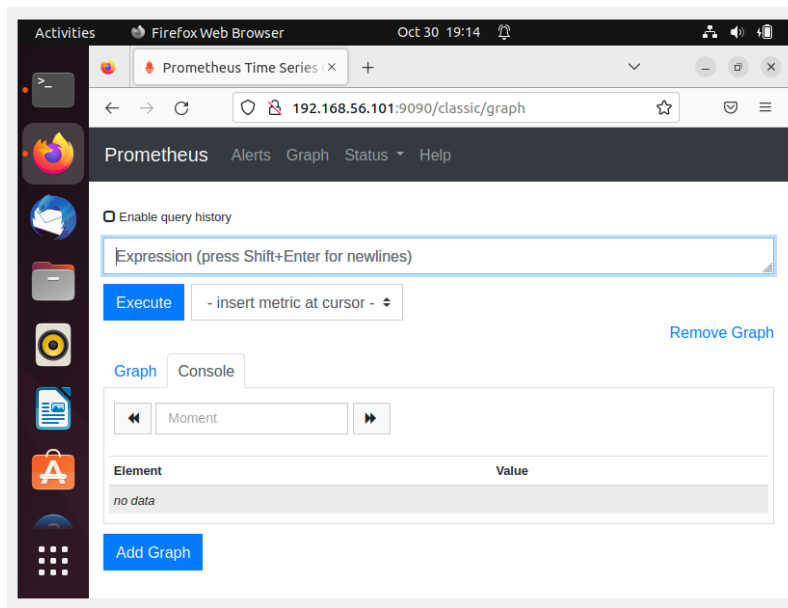 Activities Firefox Web Browser Oct 30 19:14
Prometheus Time Series
192.168.56.101:9090/classic/graph
Prometheus Alerts Graph Status Help
Enable query history
Expression (press Shift+Enter for newlines)
Execute - insert metric at cursor -
Remove Graph
Graph Console
Moment
Element Value
no data
Add Graph